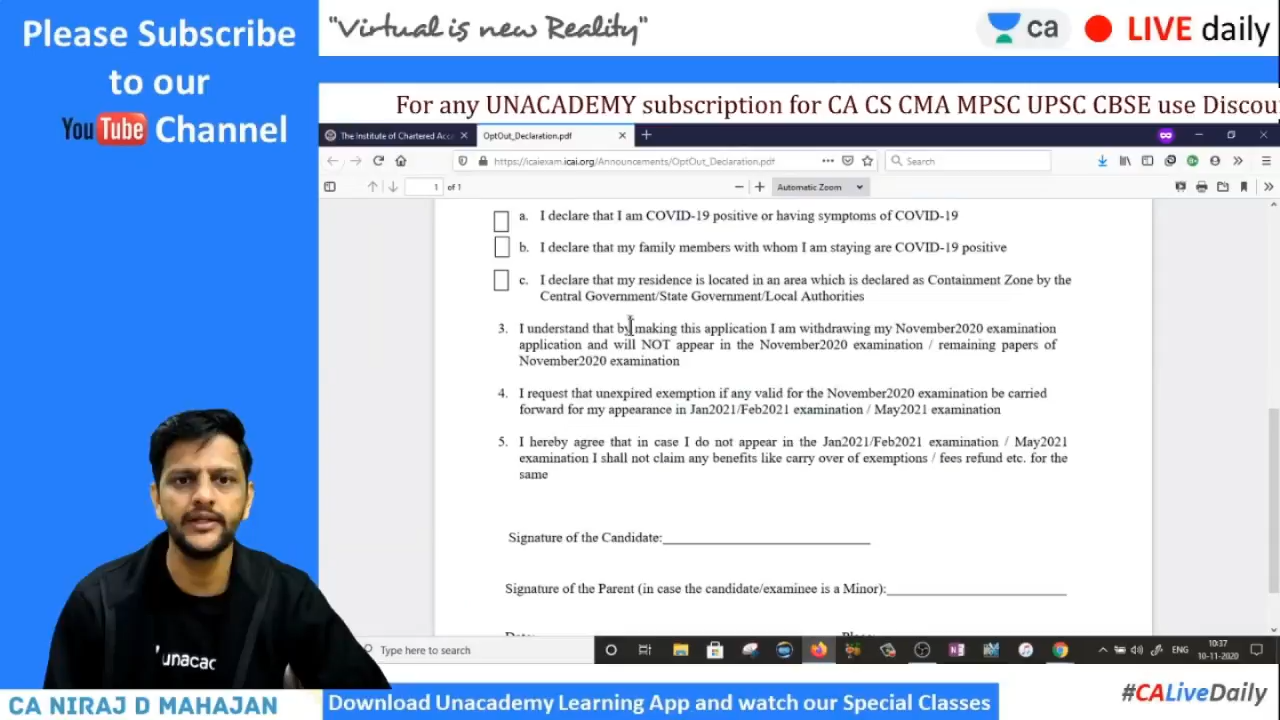 Please Subscribe
to our
YouTube Channel
"Virtual is new Reality"
ca
LIVE daily
For any UNACADEMY subscription for CA CS CMA MPSC UPSC CBSE use Discou
The Institute of Chartered Acc
OptOut_Declaration.pdf
https://icaiexam.icai.org/Announcements/OptOut_Declaration.pdf
Search
1 of 1
Automatic Zoom
a. I declare that I am COVID-19 positive or having symptoms of COVID-19
b. I declare that my family members with whom I am staying are COVID-19 positive
c. I declare that my residence is located in an area which is declared as Containment Zone by the
Central Government/State Government/Local Authorities
3. I understand that by making this application I am withdrawing my November2020 examination
application and will NOT appear in the November2020 examination / remaining papers of
November2020 examination
4. I request that unexpired exemption if any valid for the November2020 examination be carried
forward for my appearance in Jan2021/Feb2021 examination / May2021 examination
5. I hereby agree that in case I do not appear in the Jan2021/Feb2021 examination / May2021
examination I shall not claim any benefits like carry over of exemptions / fees refund etc. for the
same
Signature of the Candidate:
Signature of the Parent (in case the candidate/examinee is a Minor):
Type here to search
ENG
10:37
10-11-2020
unacac
CA NIRAJ D MAHAJAN
Download Unacademy Learning App and watch our Special Classes
#CALiveDaily